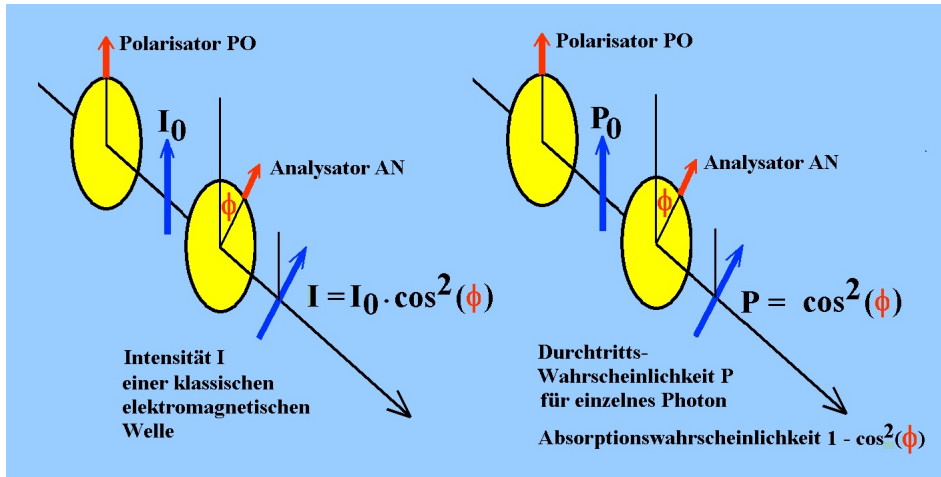 Polarisator PO
I₀
Analysator AN
ϕ
I = I₀ · cos²(ϕ)
Intensität I
einer klassischen
elektromagnetischen
Welle
Polarisator PO
P₀
Analysator AN
ϕ
P = cos²(ϕ)
Durchtritts-
Wahrscheinlichkeit P
für einzelnes Photon
Absorptionswahrscheinlichkeit 1 - cos²(ϕ)